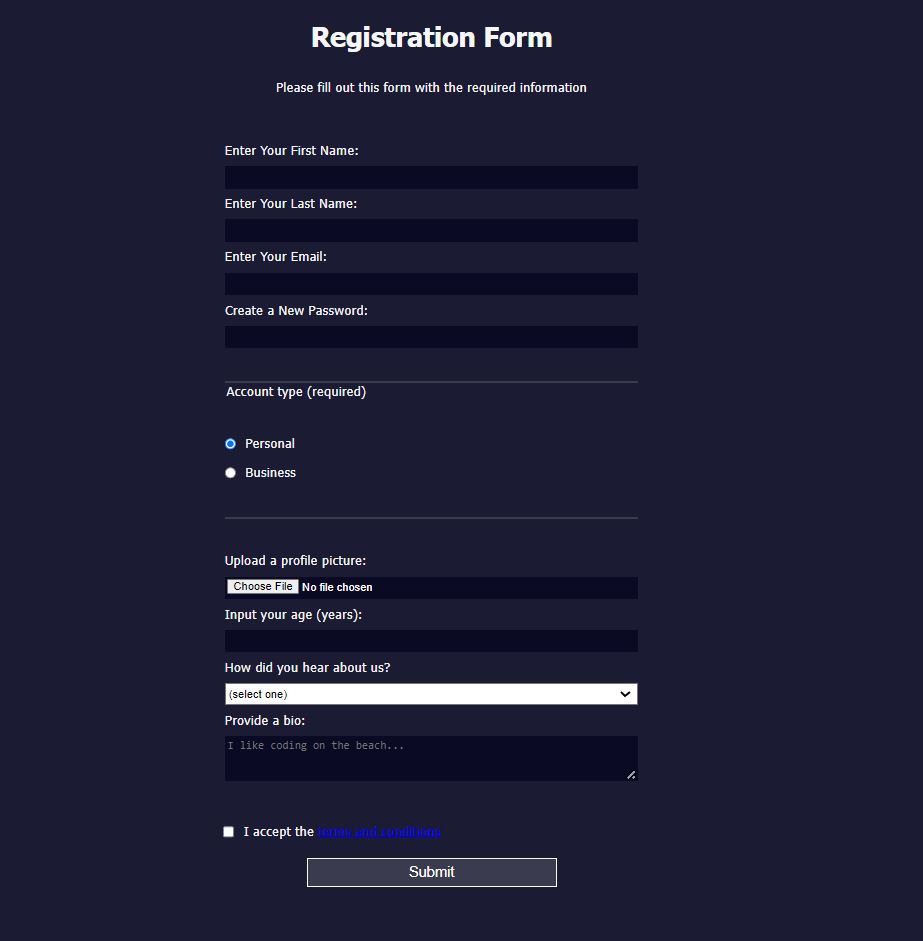 Registration Form
Please fill out this form with the required information
Enter Your First Name:
Enter Your Last Name:
Enter Your Email:
Create a New Password:
Account type (required)
Personal
Business
Upload a profile picture:
Choose File No file chosen
Input your age (years):
How did you hear about us?
(select one)
Provide a bio:
I like coding on the beach...
I accept the terms and conditions
Submit